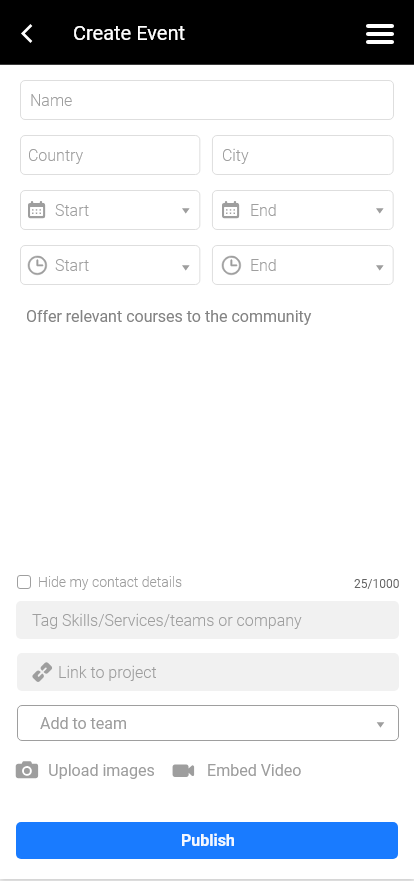 Create Event
Name
Country City
Start End
Start End
Offer relevant courses to the community
Hide my contact details 25/1000
Tag Skills/Services/teams or company
Link to project
Add to team
Upload images Embed Video
Publish